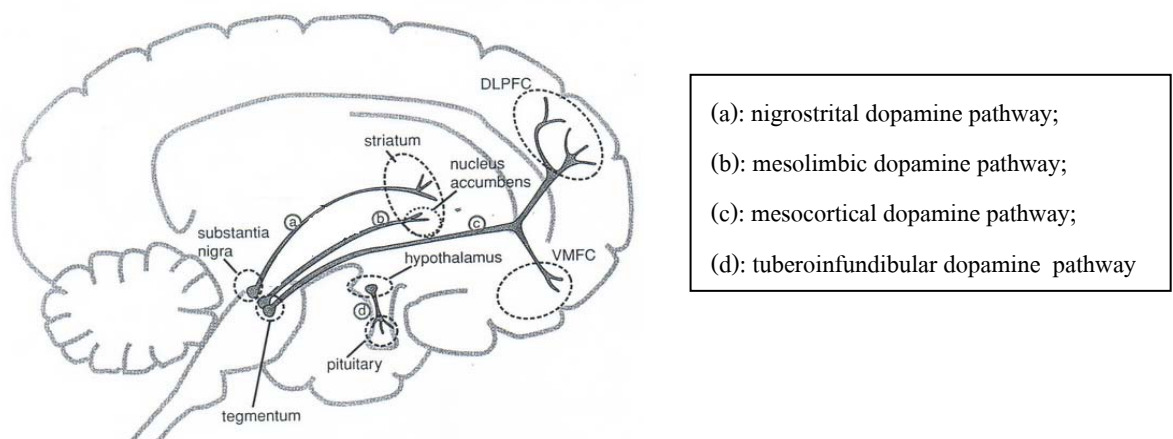 DLPFC
striatum
nucleus
accumbens
a
b
c
substantia
nigra
hypothalamus
VMFC
d
pituitary
tegmentum
(a): nigrostrital dopamine pathway;
(b): mesolimbic dopamine pathway;
(c): mesocortical dopamine pathway;
(d): tuberoinfundibular dopamine pathway